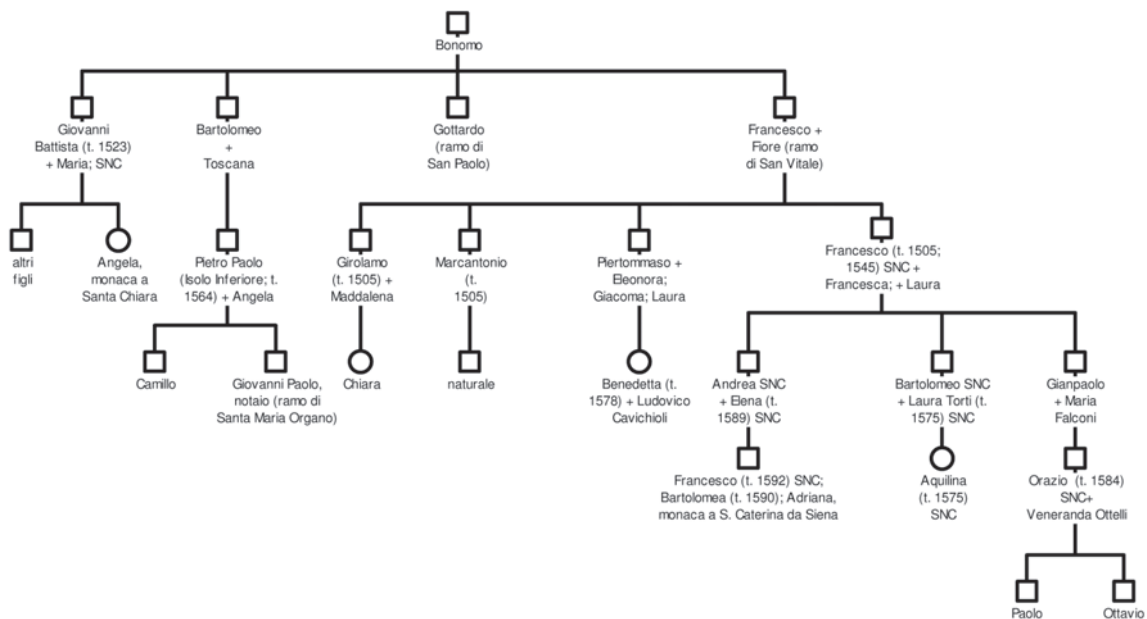 Bonomo
Giovanni
Battista (t. 1523)
+ Maria; SNC
Bartolomeo
+
Toscana
Gottardo
(ramo di
San Paolo)
Francesco +
Fiore (ramo
di San Vitale)
altri
figli
Angela,
monaca a
Santa Chiara
Pietro Paolo
(Isolo Inferiore; t.
1564) + Angela
Girolamo
(t. 1505) +
Maddalena
Marcantonio
(t.
1505)
Piertommaso +
Eleonora;
Giacoma; Laura
Francesco (t. 1505;
1545) SNC +
Francesca; + Laura
Camillo
Giovanni Paolo,
notaio (ramo di
Santa Maria Organo)
Chiara
naturale
Benedetta (t.
1578) + Ludovico
Cavichioli
Andrea SNC
+ Elena (t.
1589) SNC
Bartolomeo SNC
+ Laura Torti (t.
1575) SNC
Gianpaolo
+ Maria
Falconi
Francesco (t. 1592) SNC;
Bartolomea (t. 1590); Adriana,
monaca a S. Caterina da Siena
Aquilina
(t. 1575)
SNC
Orazio (t. 1584)
SNC+
Veneranda Ottelli
Paolo
Ottavio